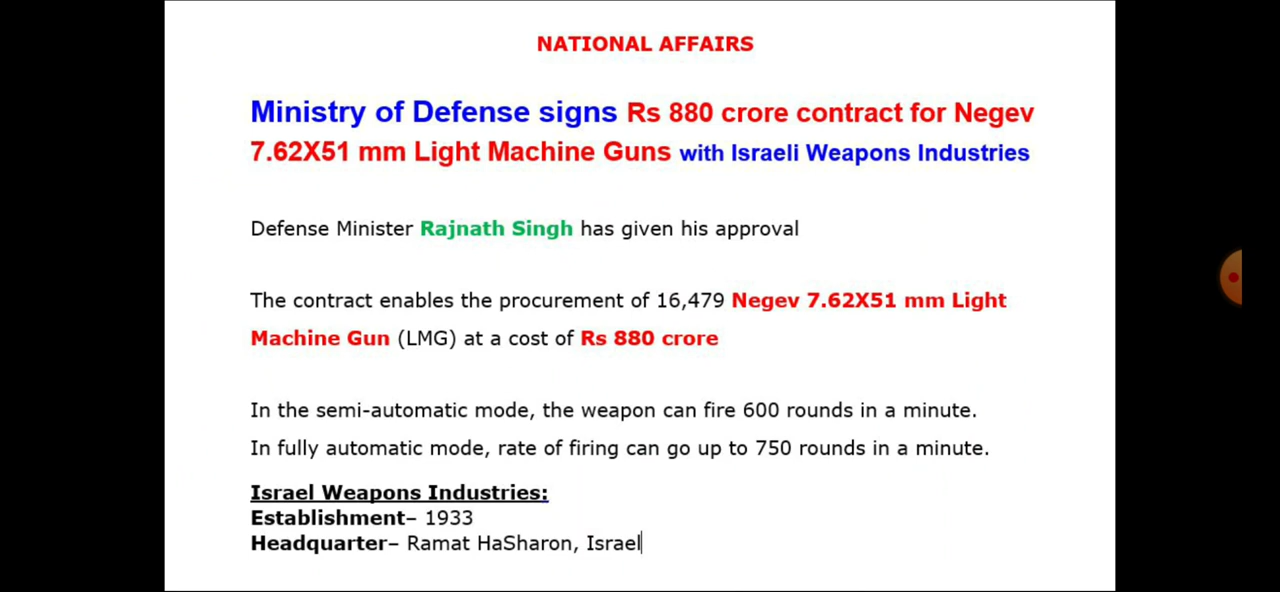 NATIONAL AFFAIRS
Ministry of Defense signs Rs 880 crore contract for Negev
7.62X51 mm Light Machine Guns with Israeli Weapons Industries
Defense Minister Rajnath Singh has given his approval
The contract enables the procurement of 16,479 Negev 7.62X51 mm Light
Machine Gun (LMG) at a cost of Rs 880 crore
In the semi-automatic mode, the weapon can fire 600 rounds in a minute.
In fully automatic mode, rate of firing can go up to 750 rounds in a minute.
Israel Weapons Industries:
Establishment– 1933
Headquarter– Ramat HaSharon, Israel